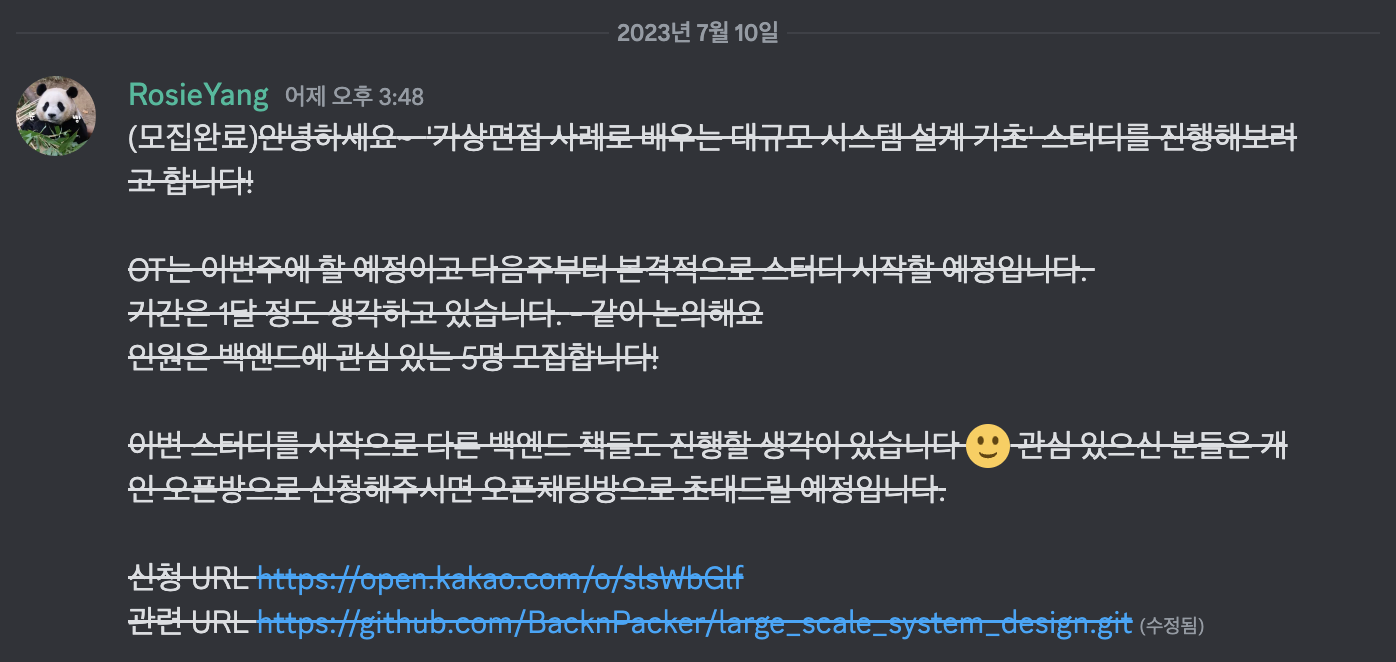 2023년 7월 10일
RosieYang 어제 오후 3:48
(모집완료)안녕하세요~ '가상면접 사례로 배우는 대규모 시스템 설계 기초' 스터디를 진행해보려
고 합니다!
OT는 이번주에 할 예정이고 다음주부터 본격적으로 스터디 시작할 예정입니다.
기간은 1달 정도 생각하고 있습니다. - 같이 논의해요
인원은 백엔드에 관심 있는 5명 모집합니다!
이번 스터디를 시작으로 다른 백엔드 책들도 진행할 생각이 있습니다 🙂 관심 있으신 분들은 개
인 오픈방으로 신청해주시면 오픈채팅방으로 초대드릴 예정입니다.
신청 URL https://open.kakao.com/o/slsWbGlf
관련 URL https://github.com/BacknPacker/large_scale_system_design.git (수정됨)